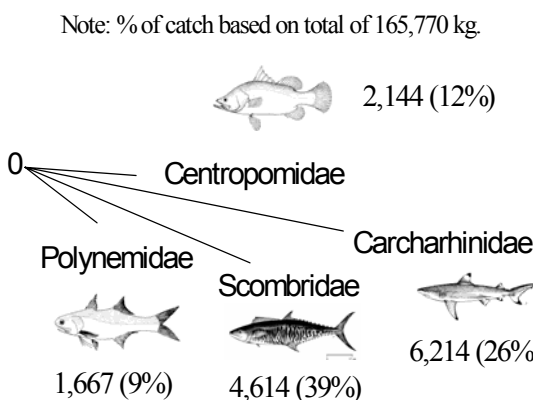 Note: % of catch based on total of 165,770 kg.
2,144 (12%)
0
Centropomidae
Carcharhinidae
Polynemidae
Scombridae
6,214 (26%
1,667 (9%)
4,614 (39%)